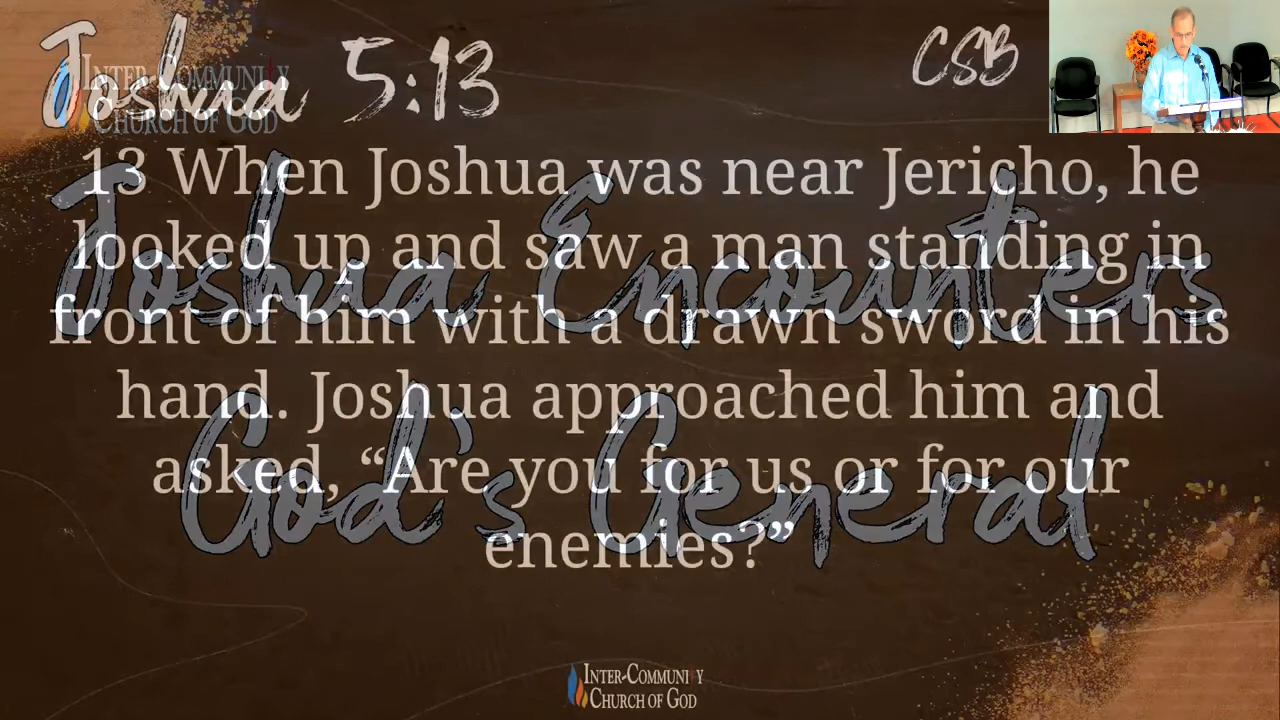 Joshua 5:13
CSB
INTER-COMMUNITY
CHURCH OF GOD
13 When Joshua was near Jericho, he
looked up and saw a man standing in
front of him with a drawn sword in his
hand. Joshua approached him and
asked, “Are you for us or for our
enemies?”
Joshua Encounters
God's General
INTER-COMMUNITY
CHURCH OF GOD